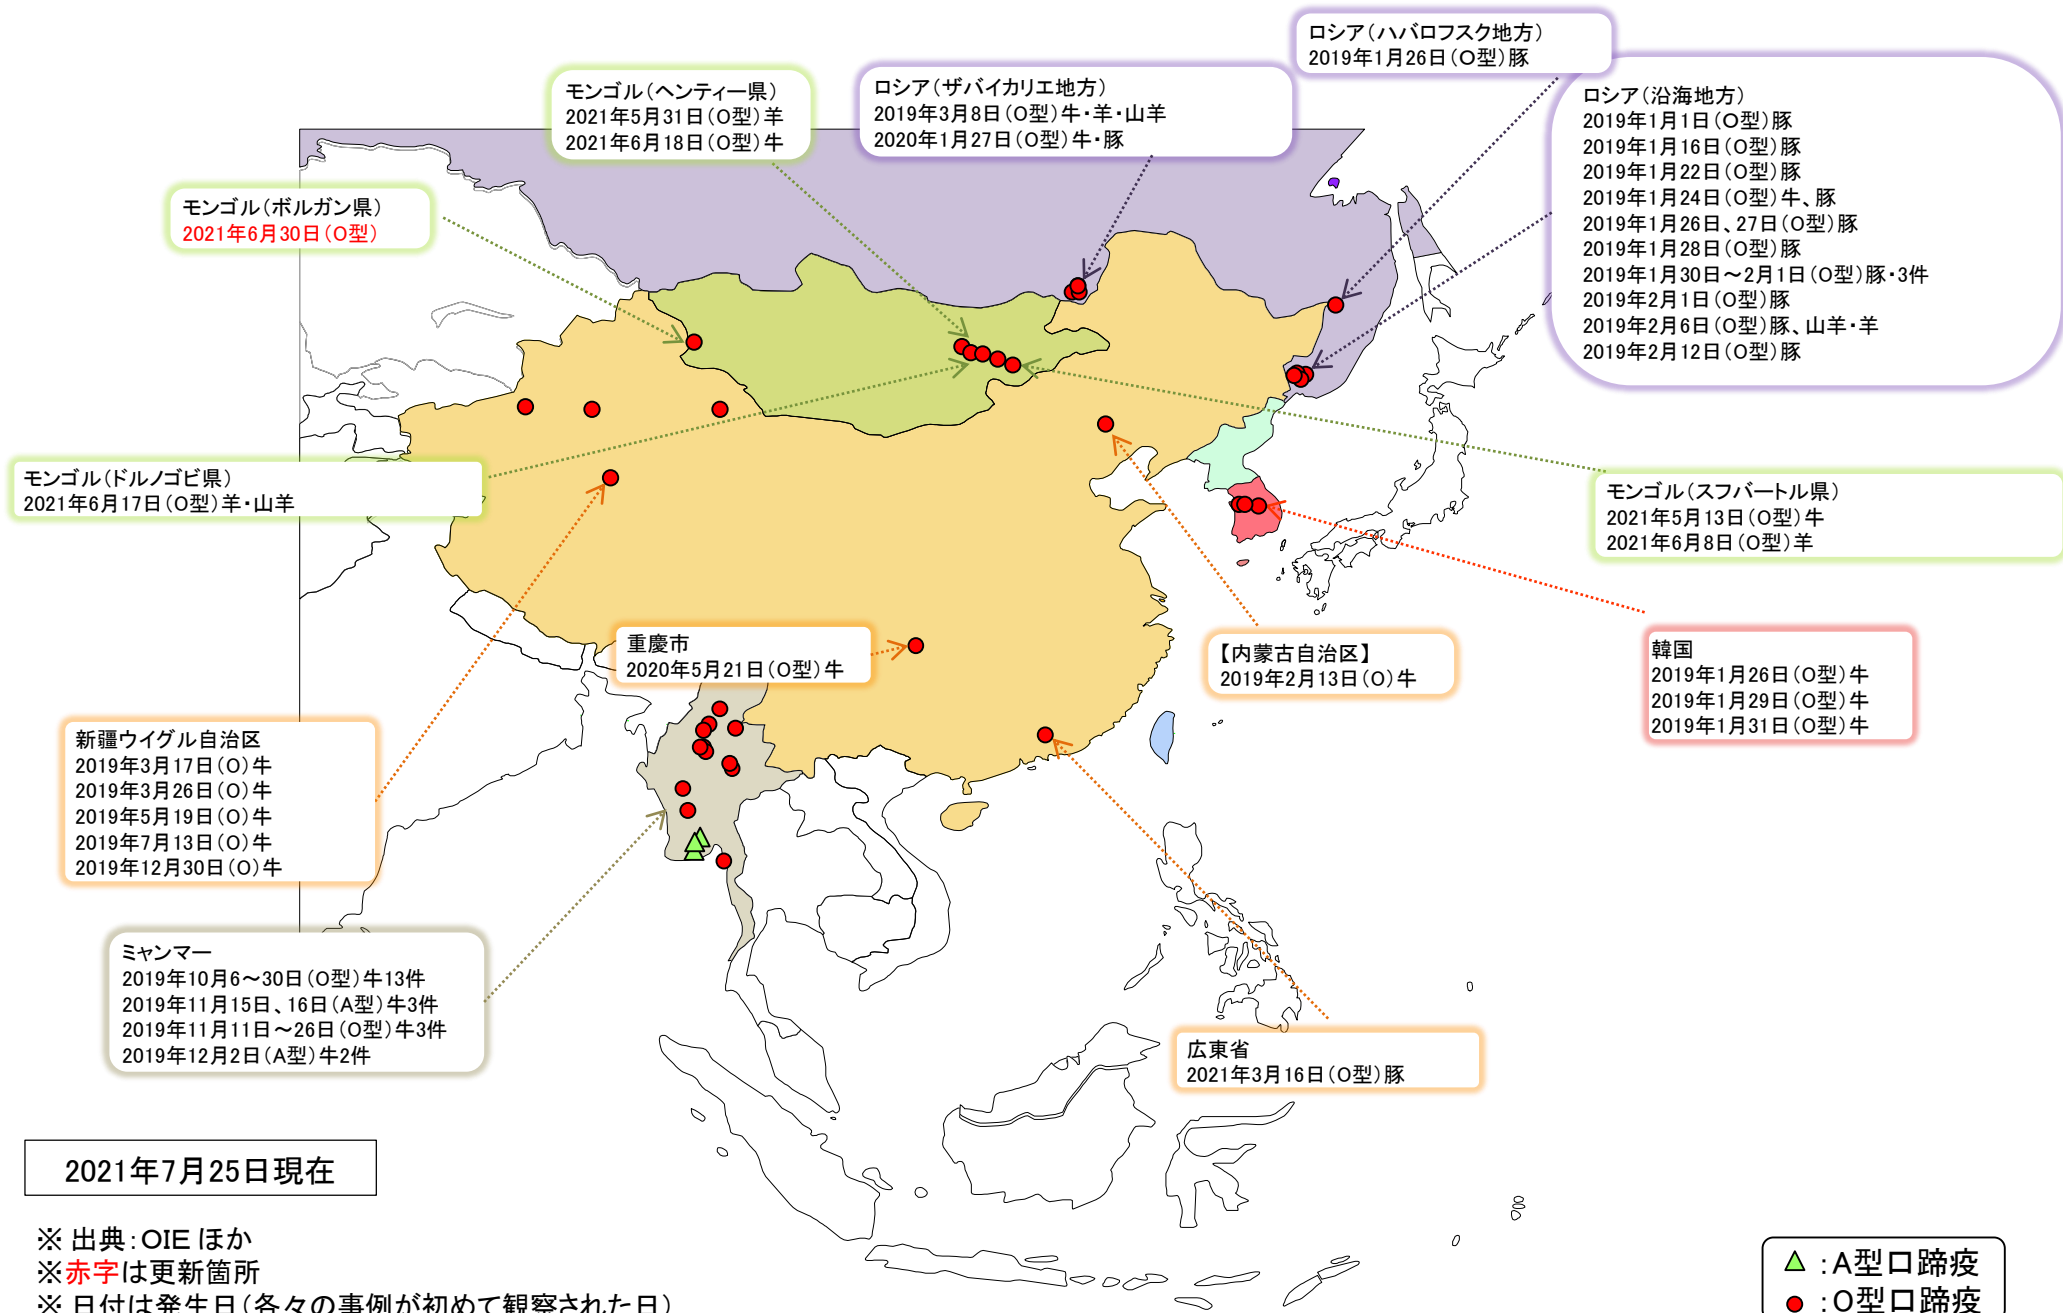 ロシア（ハバロフスク地方）
2019年1月26日（O型）豚
モンゴル（ヘンティー県）
2021年5月31日（O型）羊
2021年6月18日（O型）牛
ロシア（ザバイカリエ地方）
2019年3月8日（O型）牛・羊・山羊
2020年1月27日（O型）牛・豚
ロシア（沿海地方）
2019年1月1日（O型）豚
2019年1月16日（O型）豚
2019年1月22日（O型）豚
2019年1月24日（O型）牛、豚
2019年1月26日、27日（O型）豚
2019年1月28日（O型）豚
2019年1月30日～2月1日（O型）豚・3件
2019年2月1日（O型）豚
2019年2月6日（O型）豚、山羊・羊
2019年2月12日（O型）豚
モンゴル（ボルガン県）
2021年6月30日（O型）
モンゴル（ドルノゴビ県）
2021年6月17日（O型）羊・山羊
モンゴル（スフバートル県）
2021年5月13日（O型）牛
2021年6月8日（O型）羊
重慶市
2020年5月21日（O型）牛
【内蒙古自治区】
2019年2月13日（O）牛
韓国
2019年1月26日（O型）牛
2019年1月29日（O型）牛
2019年1月31日（O型）牛
新疆ウイグル自治区
2019年3月17日（O）牛
2019年3月26日（O）牛
2019年5月19日（O）牛
2019年7月13日（O）牛
2019年12月30日（O）牛
ミャンマー
2019年10月6～30日（O型）牛13件
2019年11月15日、16日（A型）牛3件
2019年11月11日～26日（O型）牛3件
2019年12月2日（A型）牛2件
広東省
2021年3月16日（O型）豚
2021年7月25日現在
※ 出典：OIE ほか
※赤字は更新箇所
※ 日付は発生日（各々の事例が初めて観察された日）
：A型口蹄疫
：O型口蹄疫